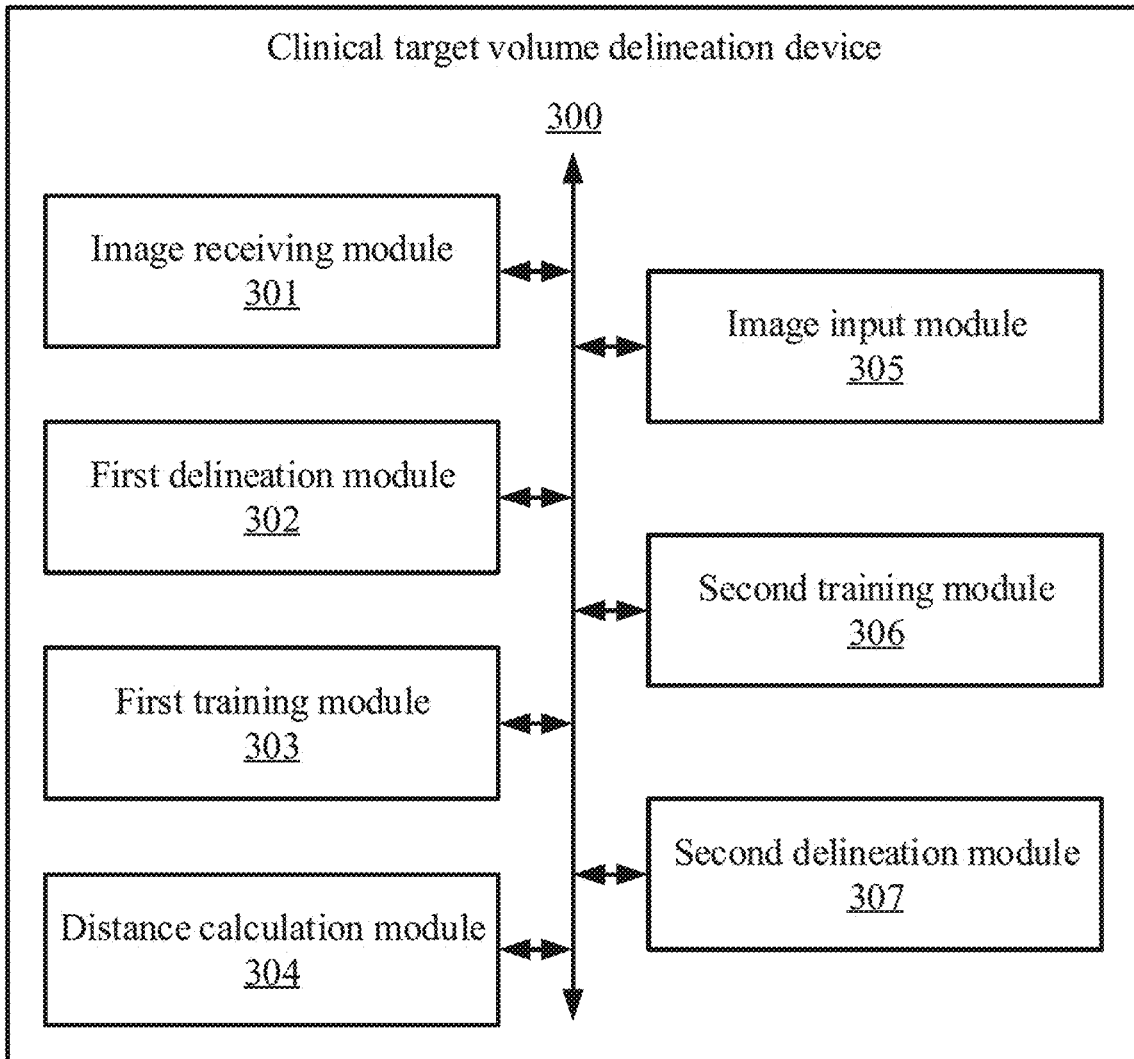 Clinical target volume delineation device
300
Image receiving module
301
First delineation module
302
First training module
303
Distance calculation module
304
Image input module
305
Second training module
306
Second delineation module
307